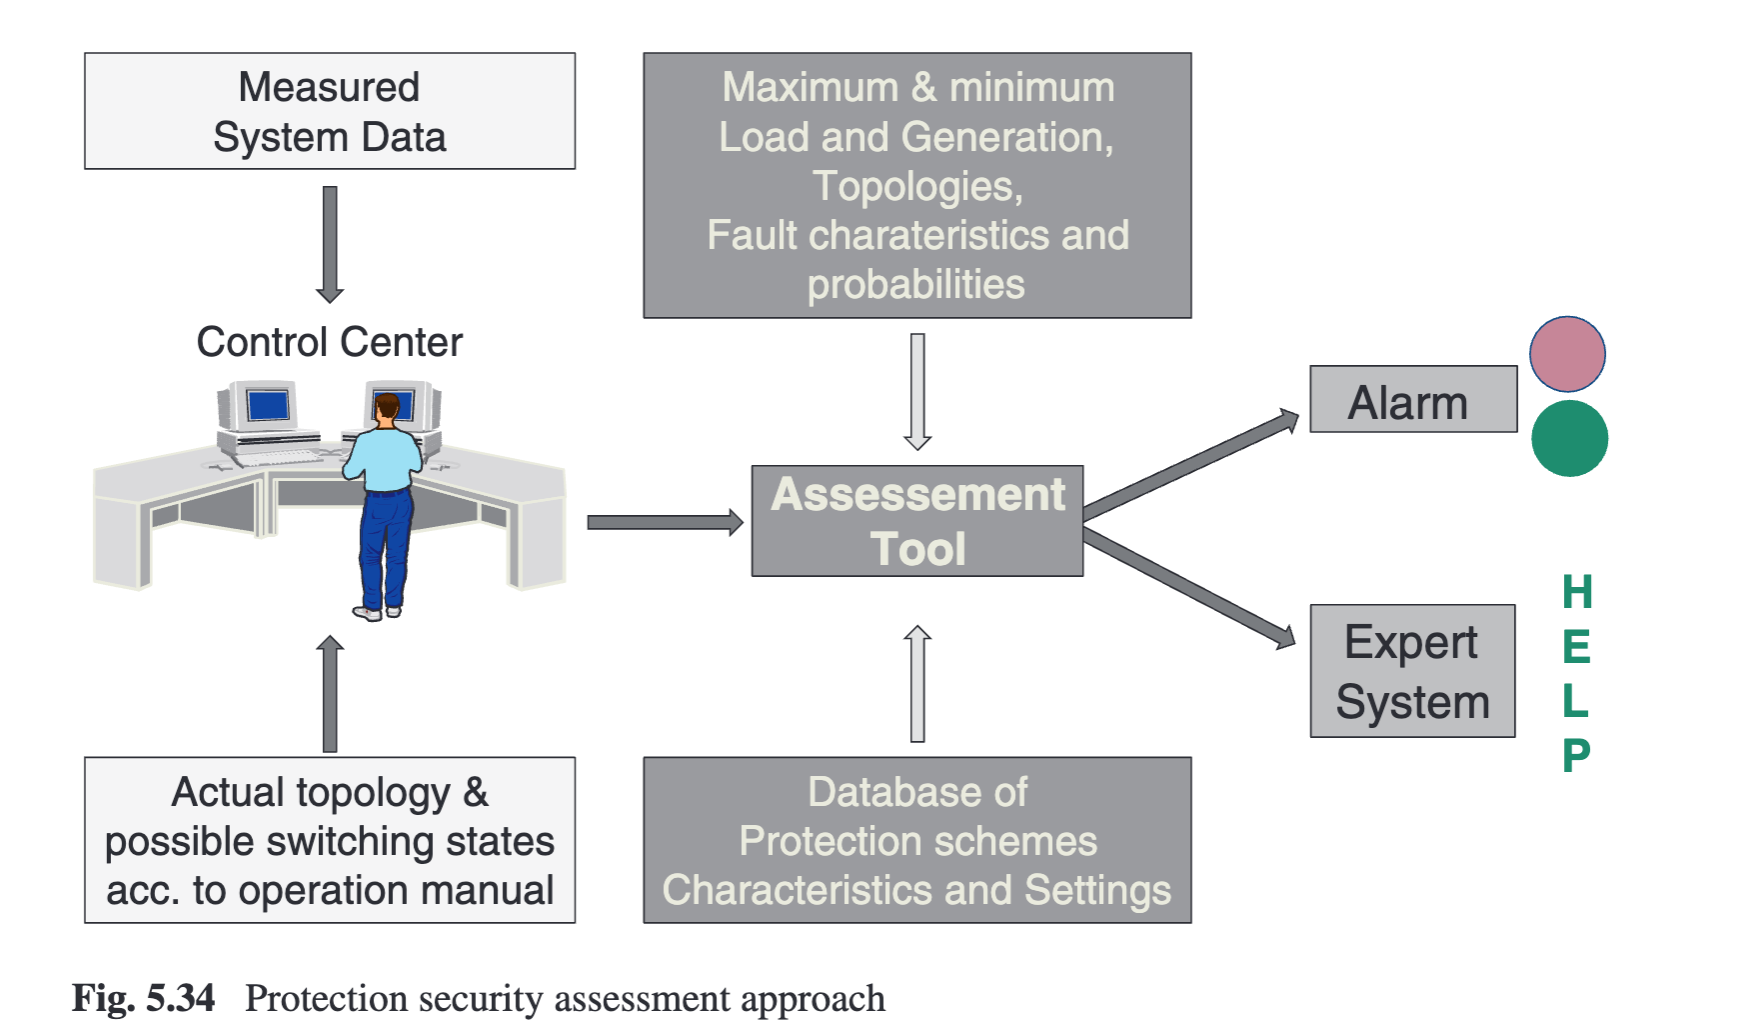 Measured
System Data
Maximum & minimum
Load and Generation,
Topologies,
Fault charateristics and
probabilities
Control Center
Alarm
Assessement
Tool
Expert
System
H
E
L
P
Actual topology &
possible switching states
acc. to operation manual
Database of
Protection schemes
Characteristics and Settings
Fig. 5.34 Protection security assessment approach